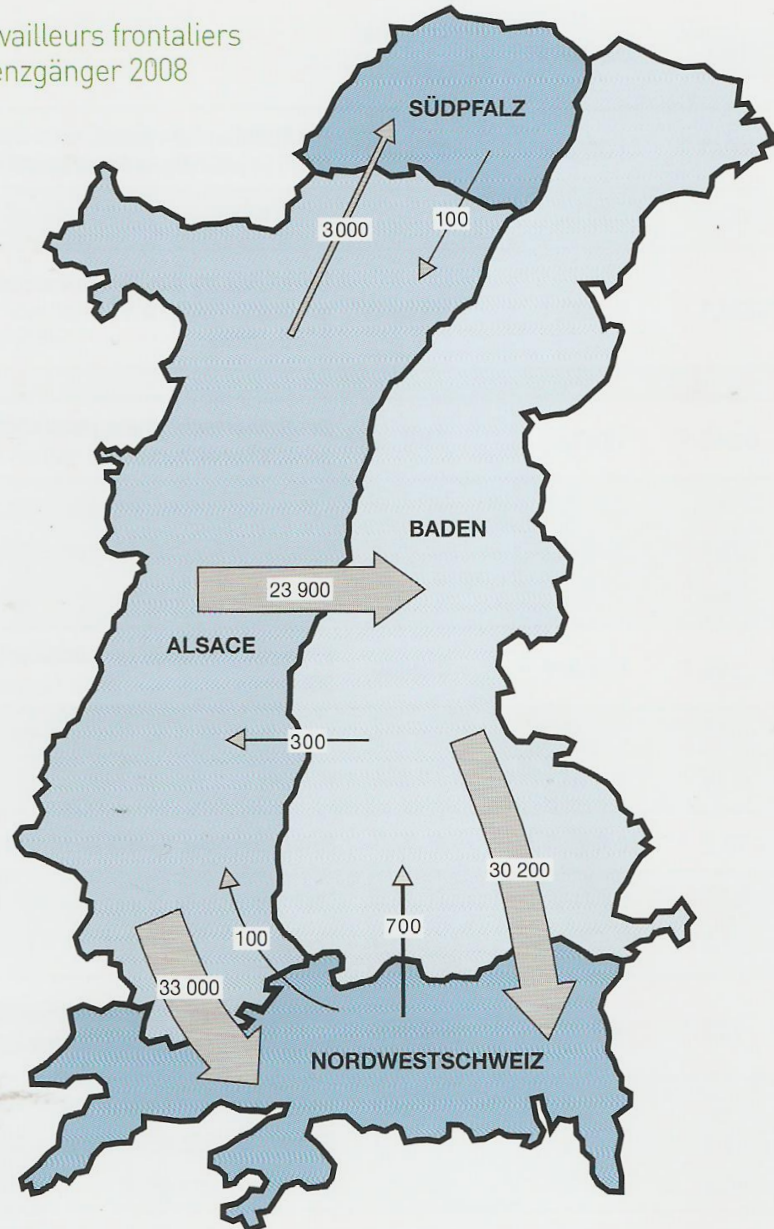 vailleurs frontaliers
enzgänger 2008
SÜDPFALZ
3000
100
BADEN
23 900
ALSACE
300
30 200
100
700
33 000
NORDWESTSCHWEIZ